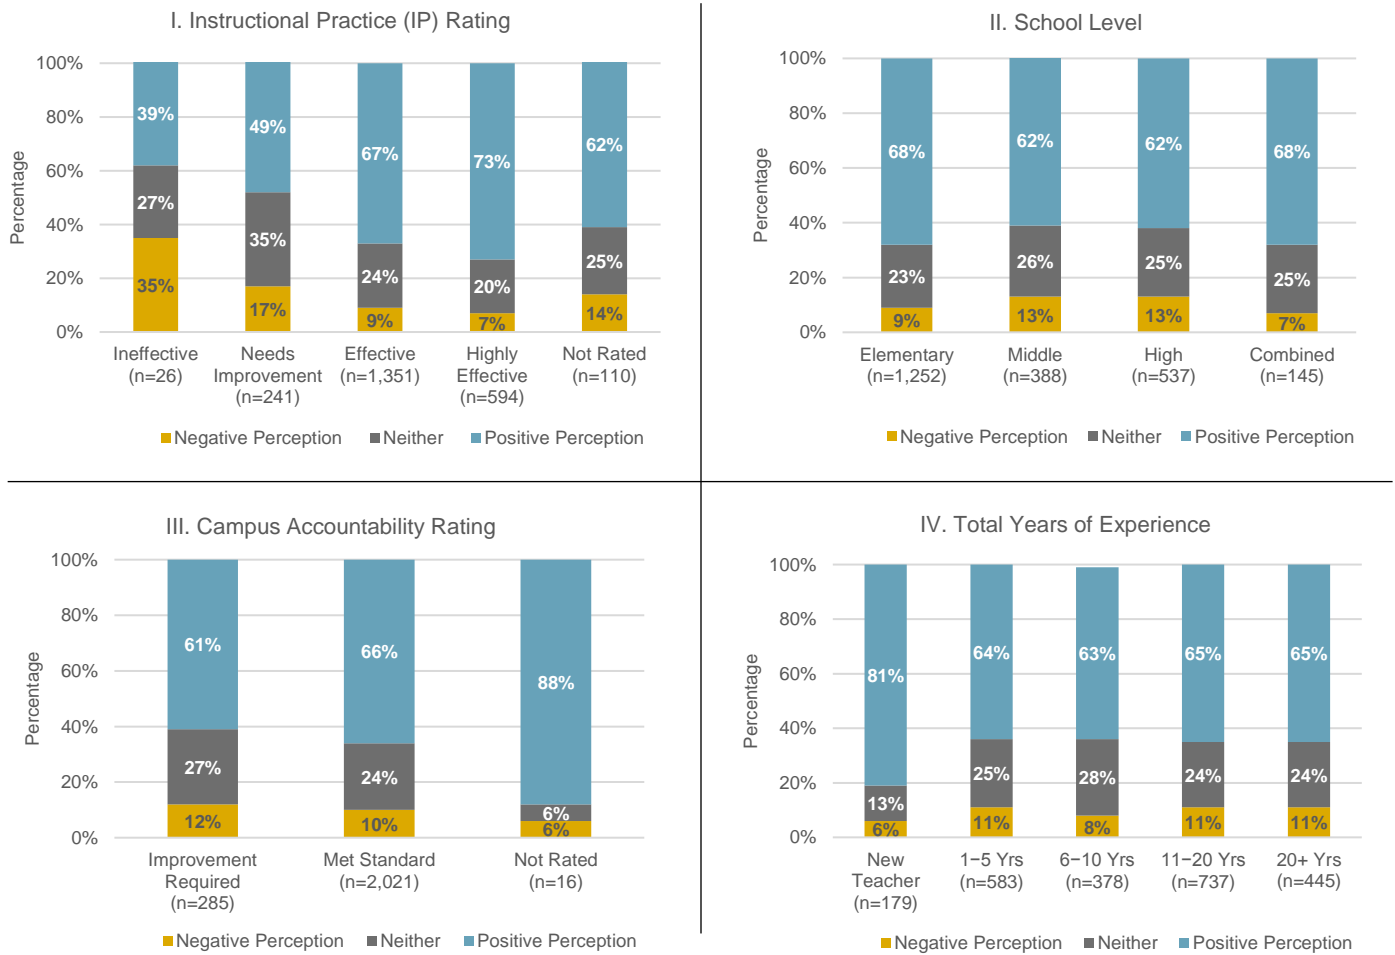 I. Instructional Practice (IP) Rating
100%
80%
60%
40%
20%
0%
Percentage
39%
49%
67%
73%
62%
27%
35%
24%
20%
25%
35%
17%
9%
7%
14%
Ineffective
(n=26)
Needs
Improvement
(n=241)
Effective
(n=1,351)
Highly
Effective
(n=594)
Not Rated
(n=110)
Negative Perception Neither Positive Perception
II. School Level
100%
80%
60%
40%
20%
0%
Percentage
68%
62%
62%
68%
23%
26%
25%
25%
9%
13%
13%
7%
Elementary
(n=1,252)
Middle
(n=388)
High
(n=537)
Combined
(n=145)
Negative Perception Neither Positive Perception
III. Campus Accountability Rating
100%
80%
60%
40%
20%
0%
Percentage
61%
66%
88%
27%
24%
6%
12%
10%
6%
Improvement
Required
(n=285)
Met Standard
(n=2,021)
Not Rated
(n=16)
Negative Perception Neither Positive Perception
IV. Total Years of Experience
100%
80%
60%
40%
20%
0%
Percentage
81%
64%
63%
65%
65%
13%
25%
28%
24%
24%
6%
11%
8%
11%
11%
New
Teacher
(n=179)
1−5 Yrs
(n=583)
6−10 Yrs
(n=378)
11−20 Yrs
(n=737)
20+ Yrs
(n=445)
Negative Perception Neither Positive Perception